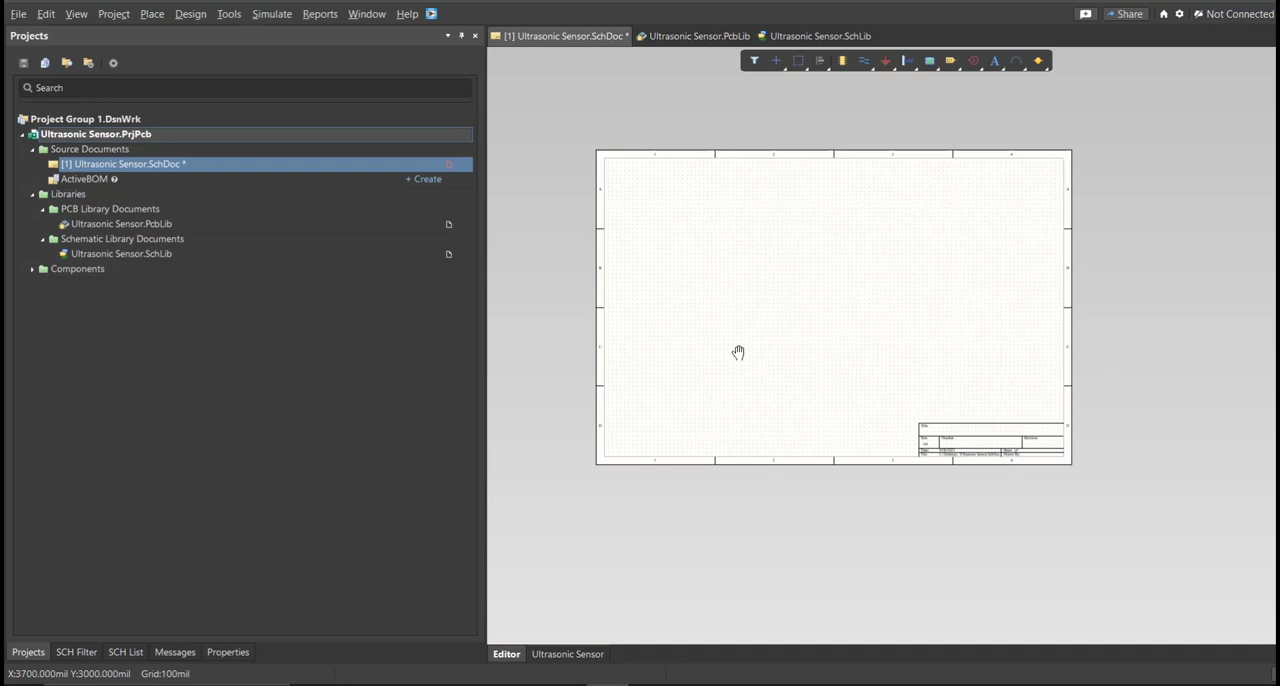 File Edit View Project Place Design Tools Simulate Reports Window Help Share Not Connected
Projects
[1] Ultrasonic Sensor.SchDoc * Ultrasonic Sensor.PcbLib Ultrasonic Sensor.SchLib
Search
Project Group 1.DsnWrk
Ultrasonic Sensor.PrjPcb
Source Documents
[1] Ultrasonic Sensor.SchDoc *
ActiveBOM + Create
Libraries
PCB Library Documents
Ultrasonic Sensor.PcbLib
Schematic Library Documents
Ultrasonic Sensor.SchLib
Components
Projects SCH Filter SCH List Messages Properties
Editor Ultrasonic Sensor
X:3700.000mil Y:3000.000mil Grid:100mil